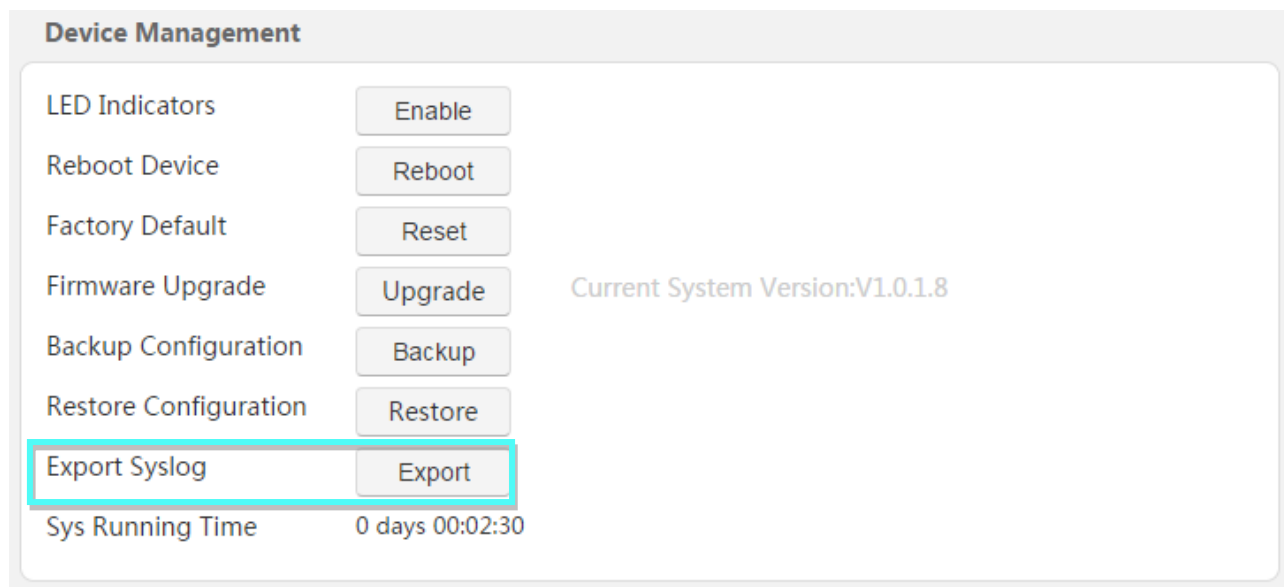 Device Management
LED Indicators Enable
Reboot Device Reboot
Factory Default Reset
Firmware Upgrade Upgrade Current System Version:V1.0.1.8
Backup Configuration Backup
Restore Configuration Restore
Export Syslog Export
Sys Running Time 0 days 00:02:30